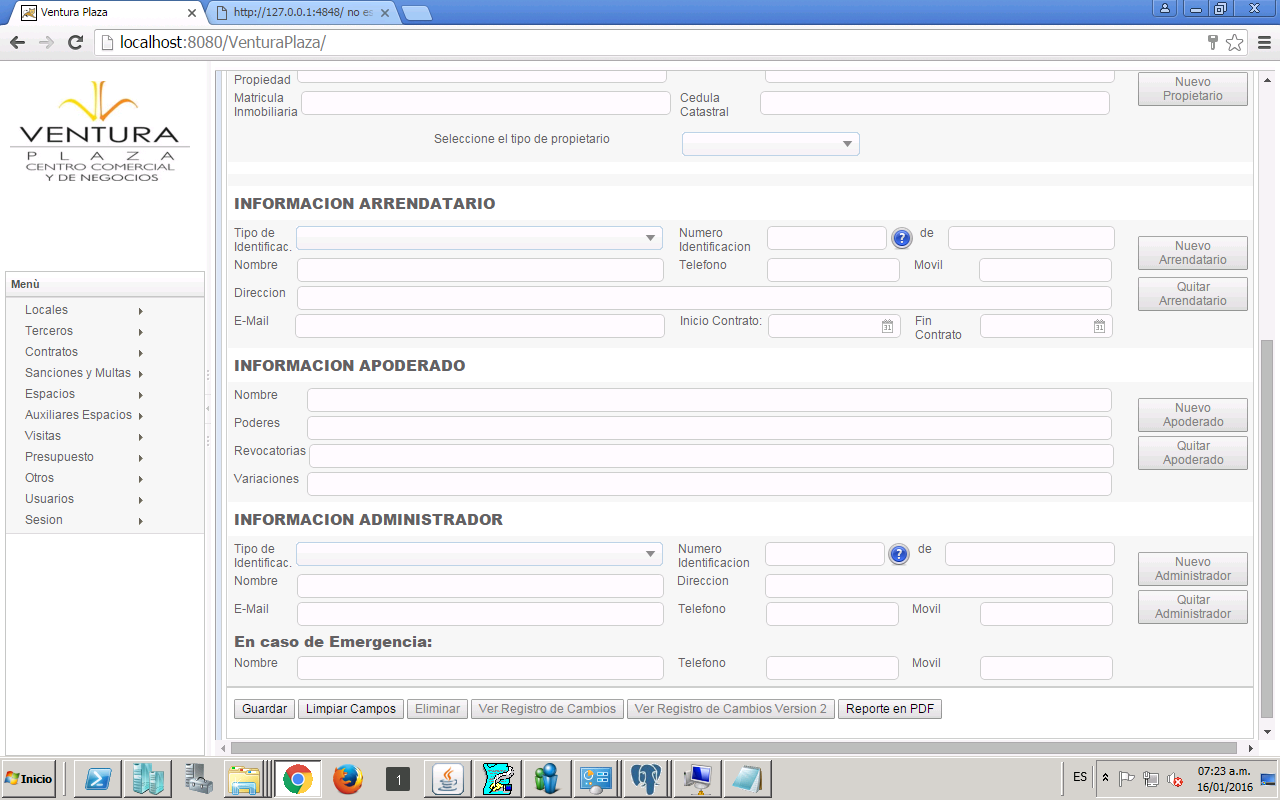 Ventura Plaza
http://127.0.0.1:4848/ no es
localhost:8080/VenturaPlaza/
VENTURA
PLAZA
CENTRO COMERCIAL
Y DE NEGOCIOS
Menù
Locales
Terceros
Contratos
Sanciones y Multas
Espacios
Auxiliares Espacios
Visitas
Presupuesto
Otros
Usuarios
Sesion
Propiedad
Nuevo
Propietario
Matricula
Inmobiliaria
Cedula
Catastral
Seleccione el tipo de propietario
INFORMACION ARRENDATARIO
Tipo de
Identificac.
Numero
Identificacion
? de
Nuevo
Arrendatario
Nombre Telefono Movil
Quitar
Arrendatario
Direccion
E-Mail Inicio Contrato: 31
Fin
Contrato
31
INFORMACION APODERADO
Nombre
Nuevo
Apoderado
Poderes
Quitar
Apoderado
Revocatorias
Variaciones
INFORMACION ADMINISTRADOR
Tipo de
Identificac.
Numero
Identificacion
? de
Nuevo
Administrador
Nombre Direccion
Quitar
Administrador
E-Mail Telefono Movil
En caso de Emergencia:
Nombre Telefono Movil
Guardar Limpiar Campos Eliminar Ver Registro de Cambios Ver Registro de Cambios Version 2 Reporte en PDF
Inicio 1 ES 07:23 a.m.
16/01/2016